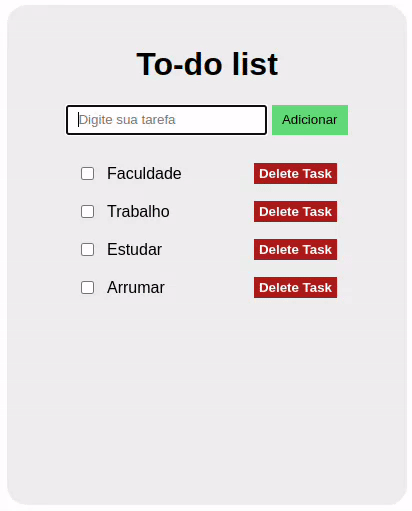 To-do list
Digite sua tarefa Adicionar
Faculdade Delete Task
Trabalho Delete Task
Estudar Delete Task
Arrumar Delete Task